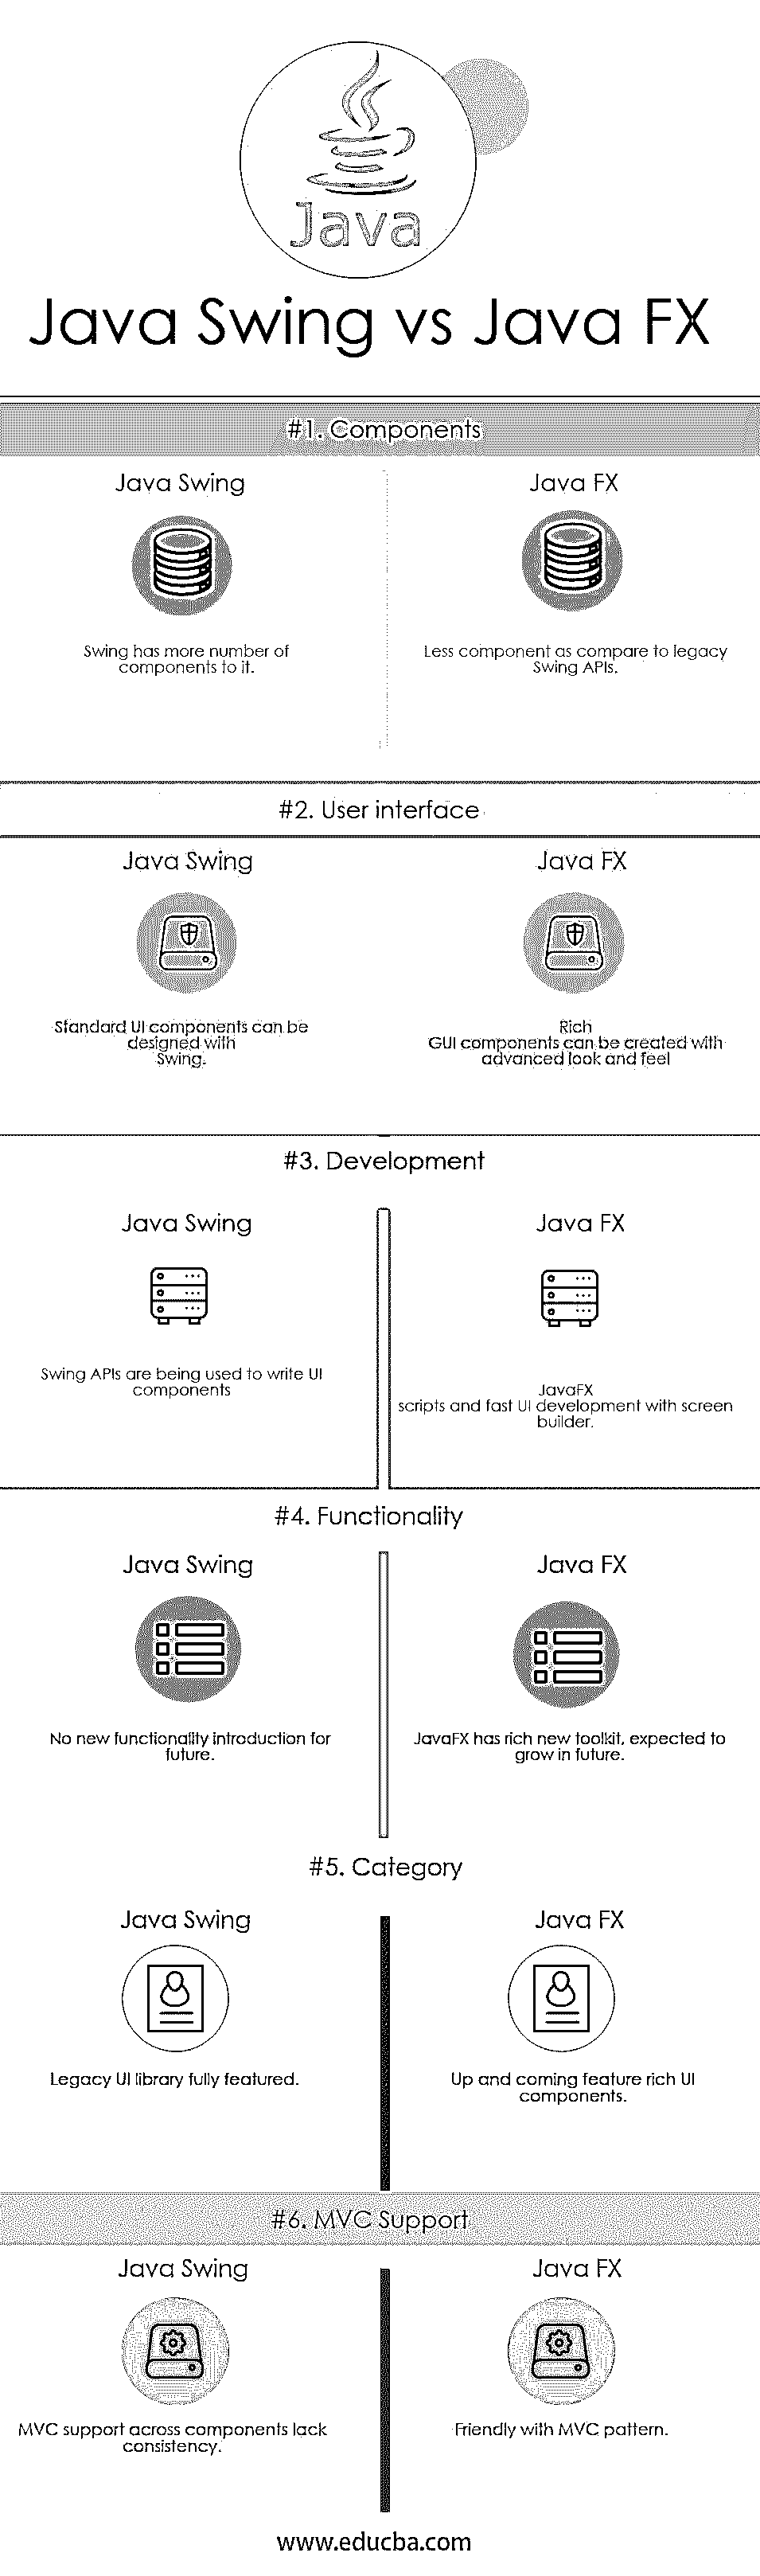 Java
Java Swing vs Java FX
#1. Components
Java Swing
Java FX
Swing has more number of
components to it.
Less component as compare to legacy
Swing APIs.
#2. User interface
Java Swing
Java FX
Standard UI components can be
designed with
Swing.
Rich
GUI components can be created with
advanced look and feel
#3. Development
Java Swing
Java FX
Swing APIs are being used to write UI
components
JavaFX
scripts and fast UI development with screen
builder.
#4. Functionality
Java Swing
Java FX
No new functionality introduction for
future.
JavaFX has rich new toolkit, expected to
grow in future.
#5. Category
Java Swing
Java FX
Legacy UI library fully featured.
Up and coming feature rich UI
components.
#6. MVC Support
Java Swing
Java FX
MVC support across components lack
consistency.
Friendly with MVC pattern.
www.educba.com